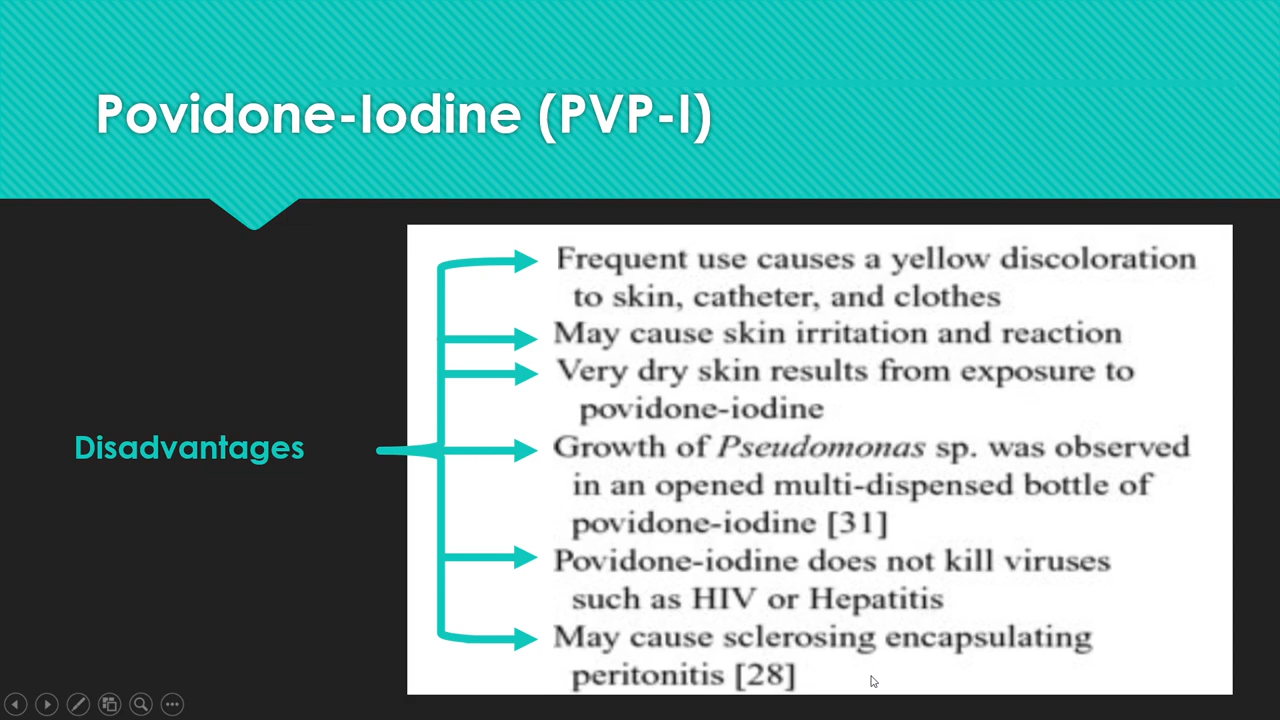 Povidone-Iodine (PVP-I)
Disadvantages
Frequent use causes a yellow discoloration
to skin, catheter, and clothes
May cause skin irritation and reaction
Very dry skin results from exposure to
povidone-iodine
Growth of Pseudomonas sp. was observed
in an opened multi-dispensed bottle of
povidone-iodine [31]
Povidone-iodine does not kill viruses
such as HIV or Hepatitis
May cause sclerosing encapsulating
peritonitis [28]